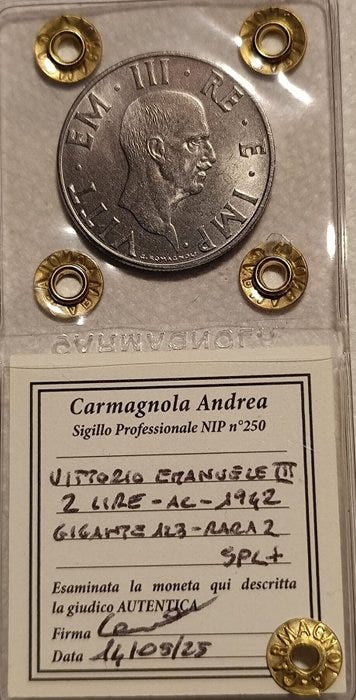 VITT · EM · III · RE · E · IMP
G. ROMAGNOLI
CARMAGNOLA
Carmagnola Andrea
Sigillo Professionale NIP n°250
VITTORIO EMANUELE III
2 LIRE - AC - 1942
GIGANTE 123 - RARA 2
SPL+
Esaminata la moneta qui descritta
la giudico AUTENTICA
Firma
Data 14/05/25
CARMAGNOLA